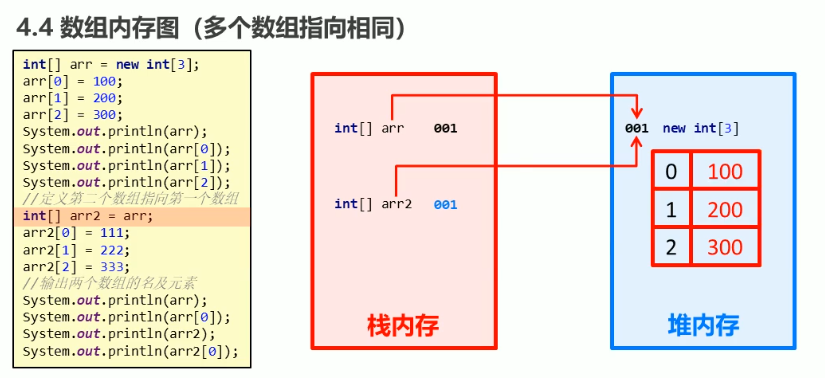 4.4 数组内存图（多个数组指向相同）
int[] arr = new int[3];
arr[0] = 100;
arr[1] = 200;
arr[2] = 300;
System.out.println(arr);
System.out.println(arr[0]);
System.out.println(arr[1]);
System.out.println(arr[2]);
//定义第二个数组指向第一个数组
int[] arr2 = arr;
arr2[0] = 111;
arr2[1] = 222;
arr2[2] = 333;
//输出两个数组的名及元素
System.out.println(arr);
System.out.println(arr[0]);
System.out.println(arr2);
System.out.println(arr2[0]);
int[] arr 001
int[] arr2 001
栈内存
001 new int[3]
0 100
1 200
2 300
堆内存